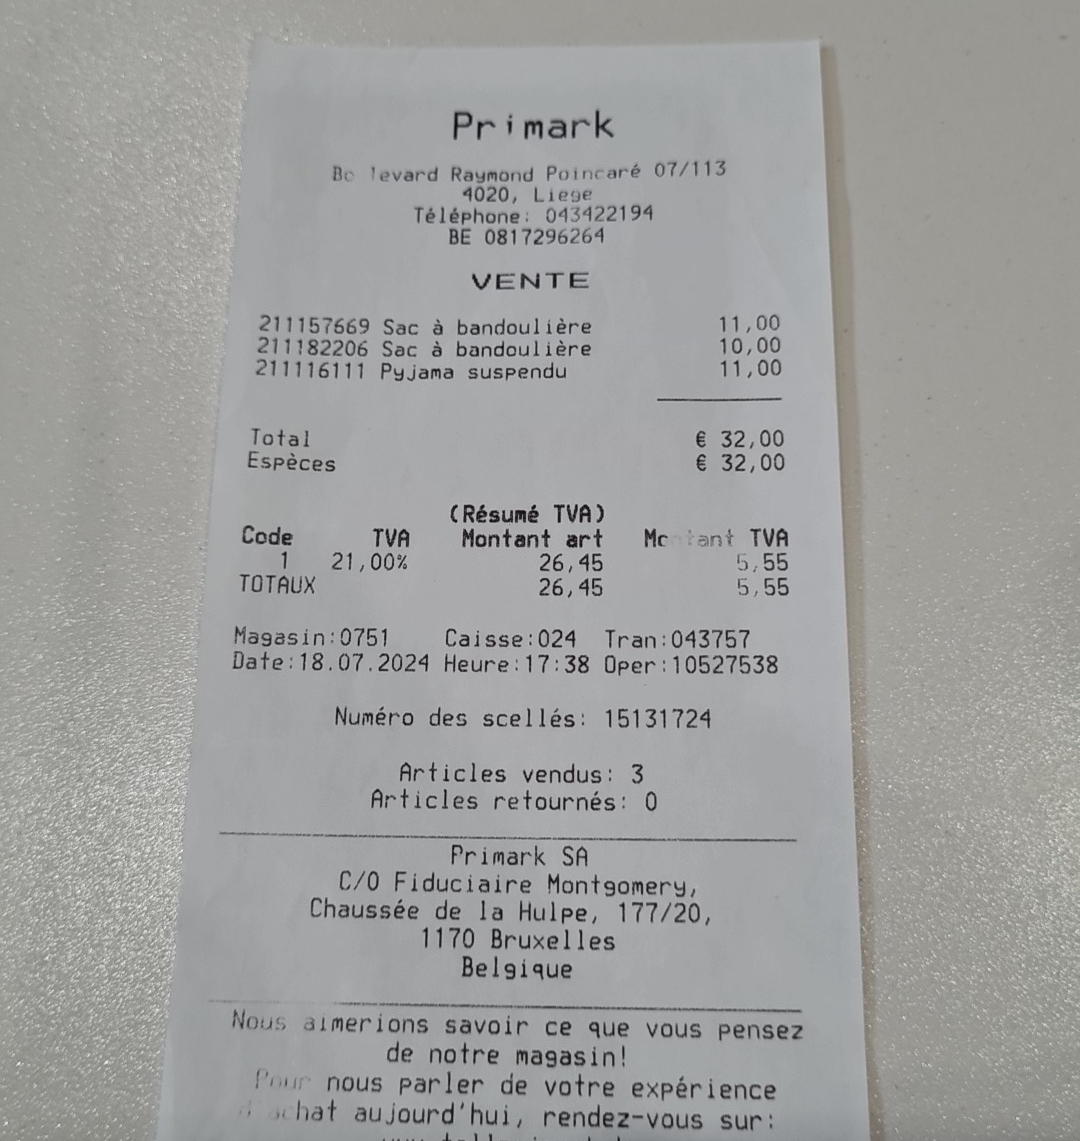 Primark
Raymond Poincaré 07/113
4020, Liege
Téléphone: 043422194
BE 0817296264
VENTE
211157669 Sac à bandoulière 11,00
211182206 Sac à bandoulière 10,00
211116111 Pyjama suspendu 11,00
Total € 32,00
Espèces € 32,00
(Résumé TVA)
Code TVA Montant art Montant TVA
1 21,00% 26,45 5,55
TOTAUX 26,45 5,55
Magasin:0751 Caisse:024 Tran:043757
Date:18.07.2024 Heure:17:38 Oper:10527538
Numéro des scellés: 15131724
Articles vendus: 3
Articles retournés: 0
Primark SA
C/O Fiduciaire Montgomery,
Chaussée de la Hulpe, 177/20,
1170 Bruxelles
Belgique
Nous aimerions savoir ce que vous pensez
de notre magasin!
Pour nous parler de votre expérience
d'achat aujourd'hui, rendez-vous sur: